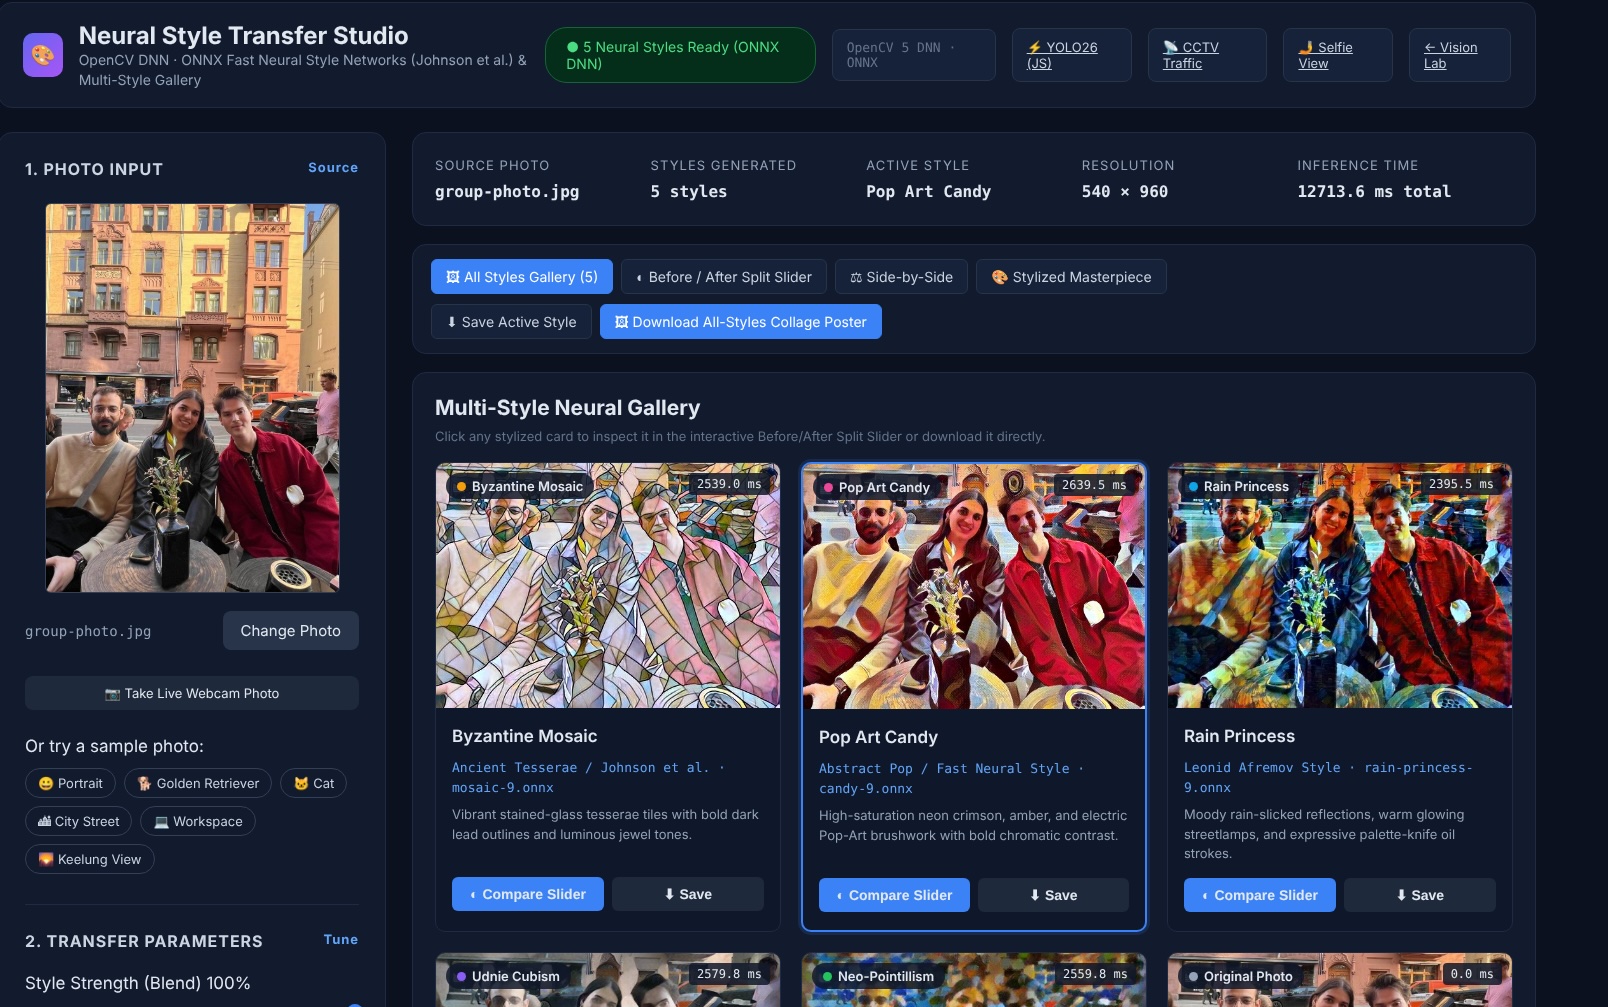 Neural Style Transfer Studio
OpenCV DNN · ONNX Fast Neural Style Networks (Johnson et al.) &
Multi-Style Gallery
5 Neural Styles Ready (ONNX
DNN)
OpenCV 5 DNN ·
ONNX
⚡ YOLO26
(JS)
📡 CCTV
Traffic
🤳 Selfie
View
← Vision
Lab
1. PHOTO INPUT
Source
group-photo.jpg
Change Photo
📷 Take Live Webcam Photo
Or try a sample photo:
😀 Portrait
🐕 Golden Retriever
🐱 Cat
🏙 City Street
💻 Workspace
🌄 Keelung View
2. TRANSFER PARAMETERS
Tune
Style Strength (Blend) 100%
SOURCE PHOTO
group-photo.jpg
STYLES GENERATED
5 styles
ACTIVE STYLE
Pop Art Candy
RESOLUTION
540 × 960
INFERENCE TIME
12713.6 ms total
🖼 All Styles Gallery (5)
Before / After Split Slider
⚖ Side-by-Side
🎨 Stylized Masterpiece
⬇ Save Active Style
🖼 Download All-Styles Collage Poster
Multi-Style Neural Gallery
Click any stylized card to inspect it in the interactive Before/After Split Slider or download it directly.
Byzantine Mosaic
2539.0 ms
Byzantine Mosaic
Ancient Tesserae / Johnson et al. ·
mosaic-9.onnx
Vibrant stained-glass tesserae tiles with bold dark
lead outlines and luminous jewel tones.
Compare Slider
⬇ Save
Pop Art Candy
2639.5 ms
Pop Art Candy
Abstract Pop / Fast Neural Style ·
candy-9.onnx
High-saturation neon crimson, amber, and electric
Pop-Art brushwork with bold chromatic contrast.
Compare Slider
⬇ Save
Rain Princess
2395.5 ms
Rain Princess
Leonid Afremov Style · rain-princess-
9.onnx
Moody rain-slicked reflections, warm glowing
streetlamps, and expressive palette-knife oil
strokes.
Compare Slider
⬇ Save
Udnie Cubism
2579.8 ms
Neo-Pointillism
2559.8 ms
Original Photo
0.0 ms